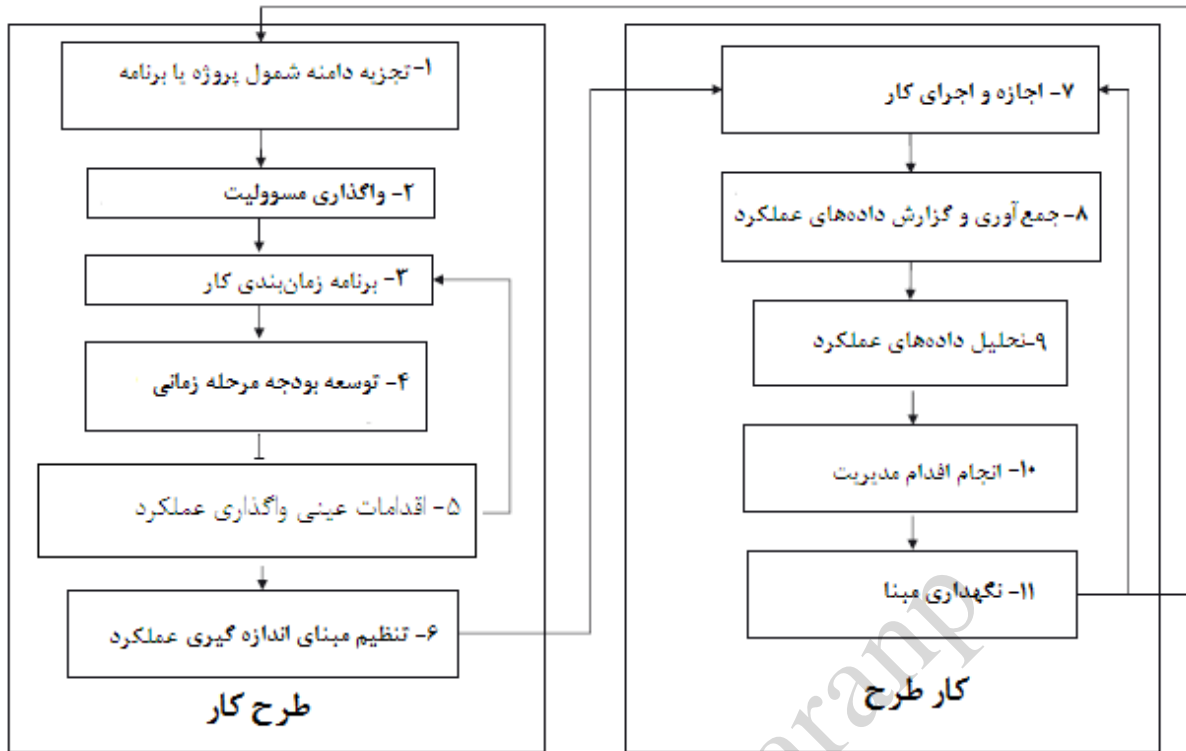 ۱- تجزیه دامنه شمول پروژه یا برنامه
۲- واگذاری مسوولیت
۳- برنامه زمان‌بندی کار
۴- توسعه بودجه مرحله زمانی
۵- اقدامات عینی واگذاری عملکرد
۶- تنظیم مبنای اندازه گیری عملکرد
طرح کار
۷- اجازه و اجرای کار
۸- جمع‌آوری و گزارش داده‌های عملکرد
۹-تحلیل داده‌های عملکرد
۱۰- انجام اقدام مدیریت
۱۱- نگهداری مبنا
کار طرح
aranp